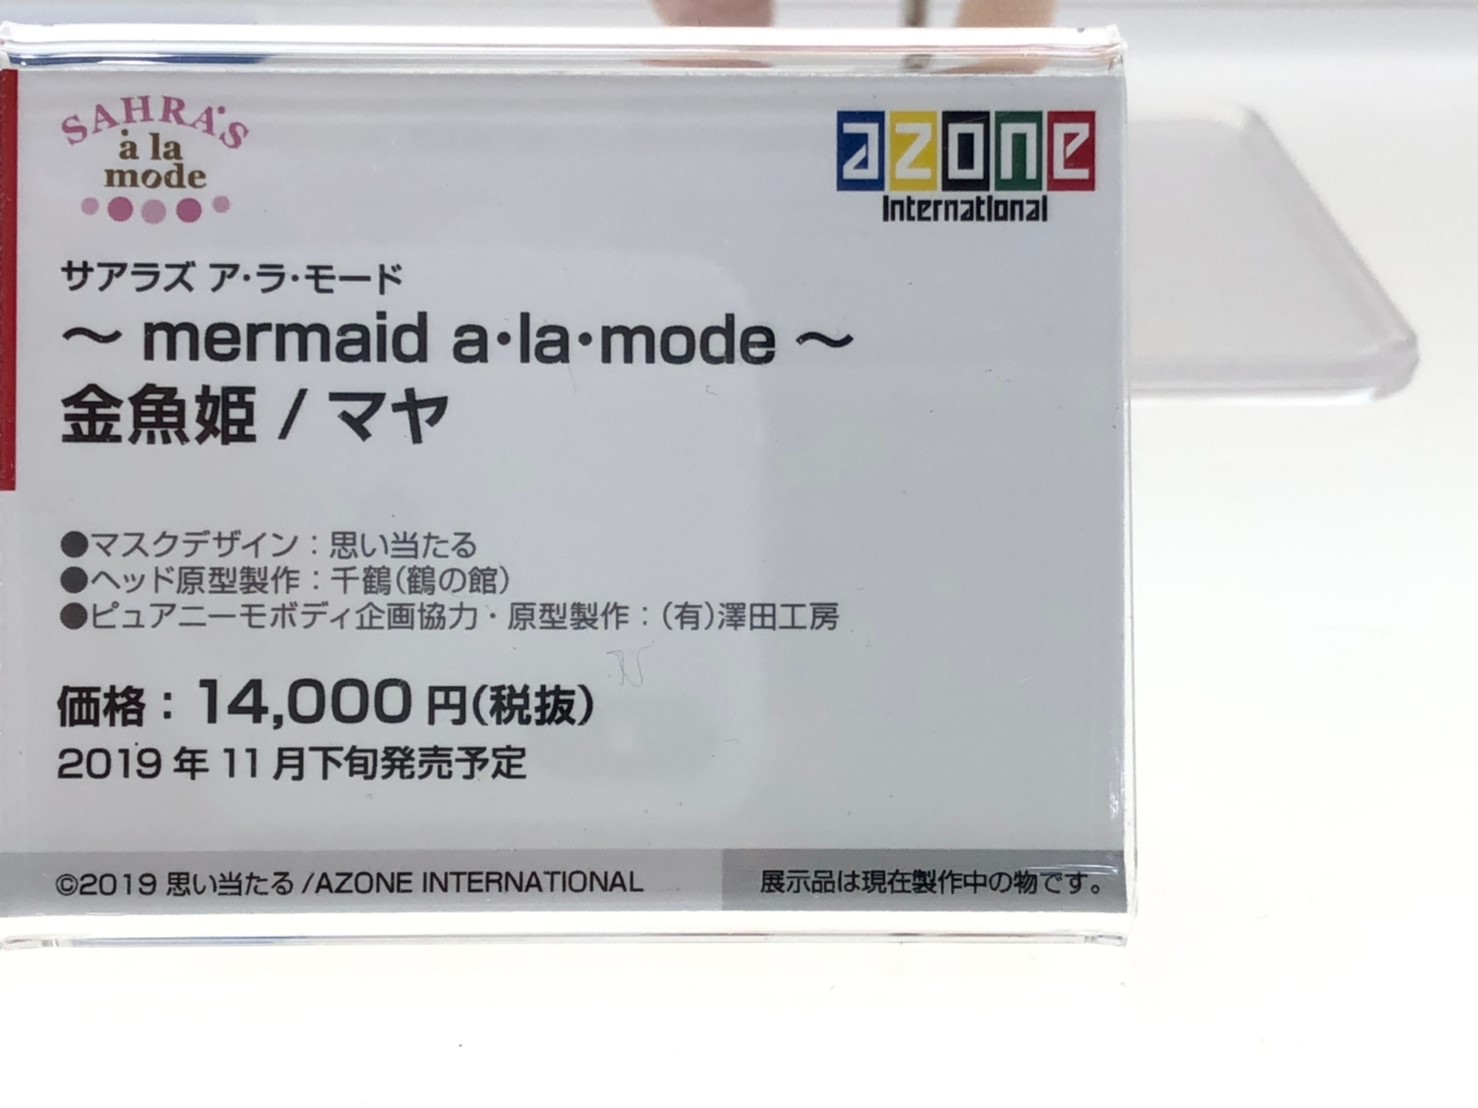 SAHRA'S
à la
mode
azone
International
サアラズ ア・ラ・モード
～ mermaid a・la・mode ～
金魚姫 / マヤ
●マスクデザイン：思い当たる
●ヘッド原型製作：千鶴(鶴の館)
●ピュアニーモボディ企画協力・原型製作：(有)澤田工房
価格：14,000 円(税抜)
2019 年 11 月下旬発売予定
©2019 思い当たる /AZONE INTERNATIONAL
展示品は現在製作中の物です。